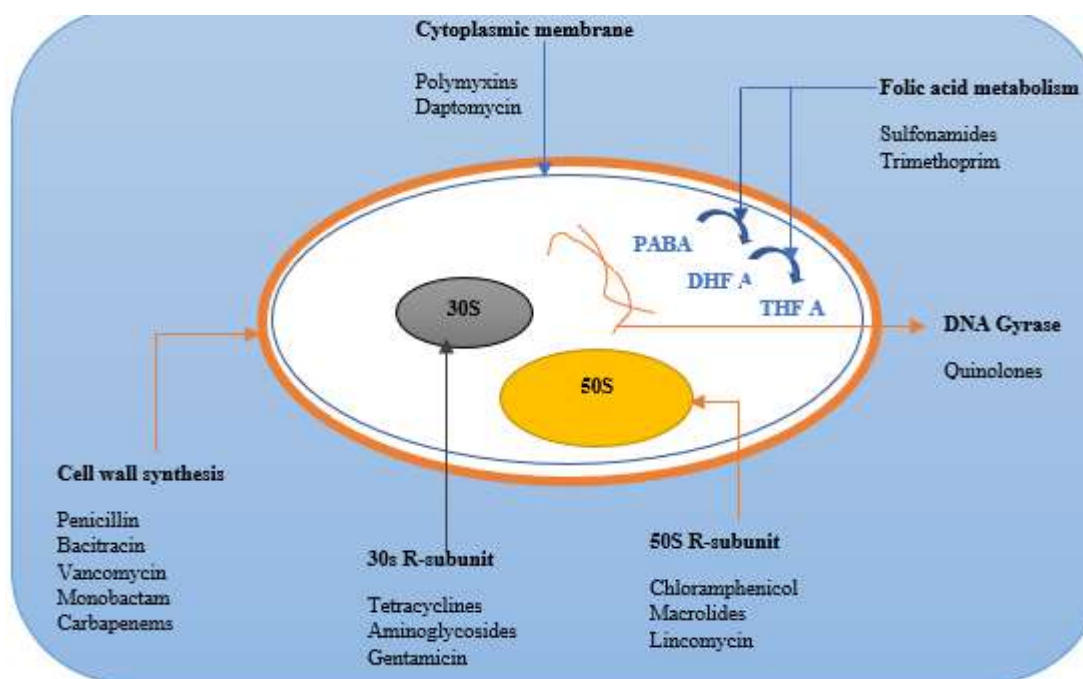 Cytoplasmic membrane
Polymyxins
Daptomycin
Folic acid metabolism
Sulfonamides
Trimethoprim
PABA
DHF A
THF A
30S
50S
DNA Gyrase
Quinolones
Cell wall synthesis
Penicillin
Bacitracin
Vancomycin
Monobactam
Carbapenems
30s R-subunit
Tetracyclines
Aminoglycosides
Gentamicin
50S R-subunit
Chloramphenicol
Macrolides
Lincomycin